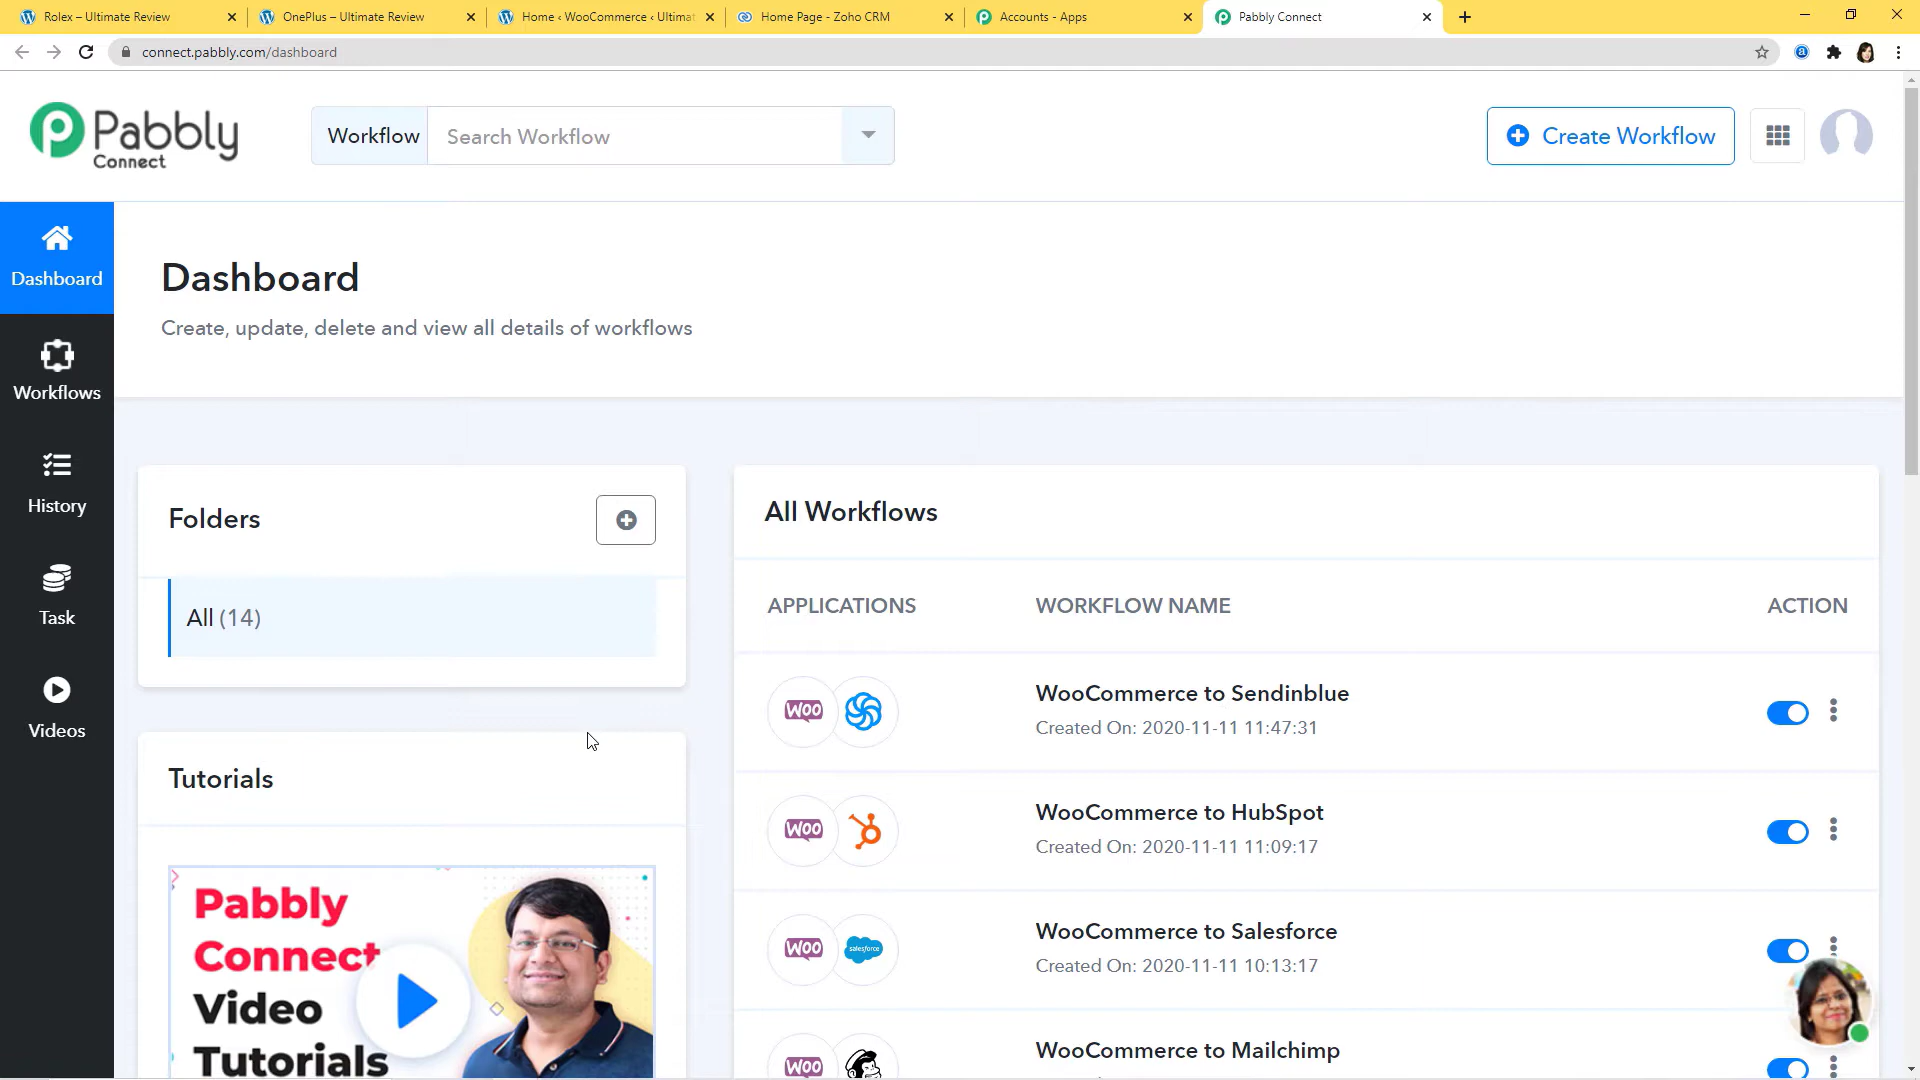 Rolex – Ultimate Review
OnePlus – Ultimate Review
Home ‹ WooCommerce ‹ Ultimat
Home Page - Zoho CRM
Accounts - Apps
Pabbly Connect
connect.pabbly.com/dashboard
Pabbly
Connect
Workflow
Search Workflow
Create Workflow
Dashboard
Workflows
History
Task
Videos
Dashboard
Create, update, delete and view all details of workflows
Folders
All (14)
Tutorials
Pabbly
Connect
Video
Tutorials
All Workflows
APPLICATIONS
WORKFLOW NAME
ACTION
WOO
WooCommerce to Sendinblue
Created On: 2020-11-11 11:47:31
WOO
WooCommerce to HubSpot
Created On: 2020-11-11 11:09:17
WOO
salesforce
WooCommerce to Salesforce
Created On: 2020-11-11 10:13:17
WOO
WooCommerce to Mailchimp